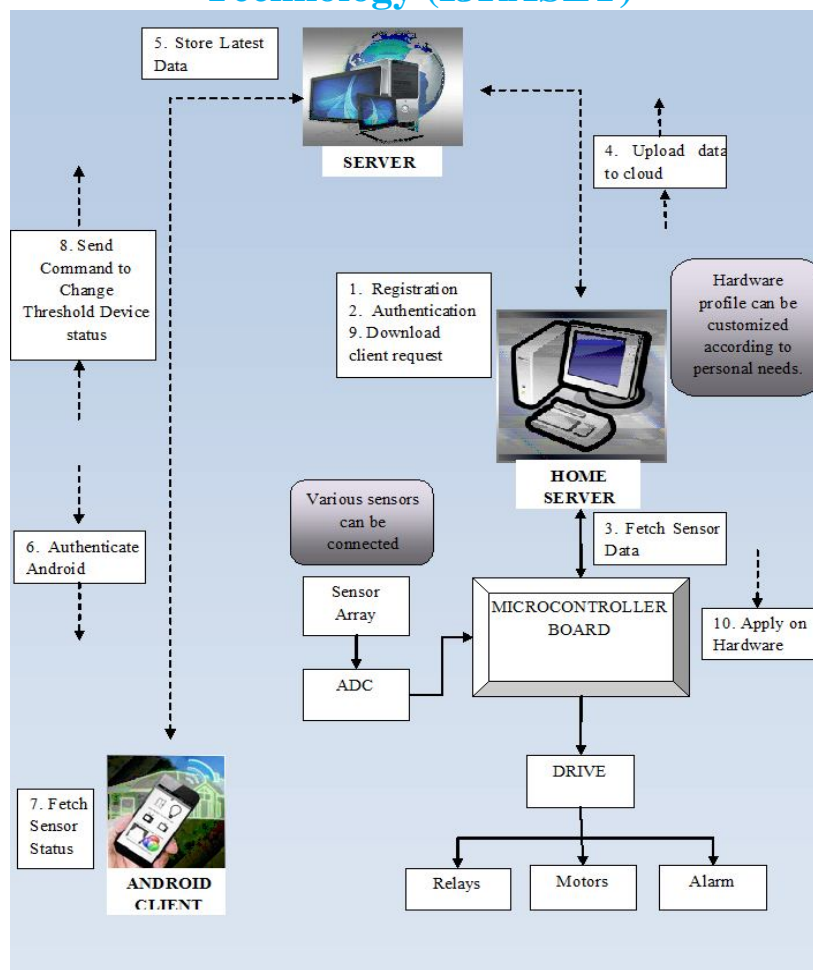 5. Store Latest
Data
SERVER
4. Upload data
to cloud
8. Send
Command to
Change
Threshold Device
status
1. Registration
2. Authentication
9. Download
client request
Hardware
profile can be
customized
according to
personal needs.
HOME
SERVER
Various sensors
can be
connected
3. Fetch Sensor
Data
6. Authenticate
Android
Sensor
Array
MICROCONTROLLER
BOARD
10. Apply on
Hardware
ADC
DRIVE
7. Fetch
Sensor
Status
Relays
Motors
Alarm
ANDROID
CLIENT